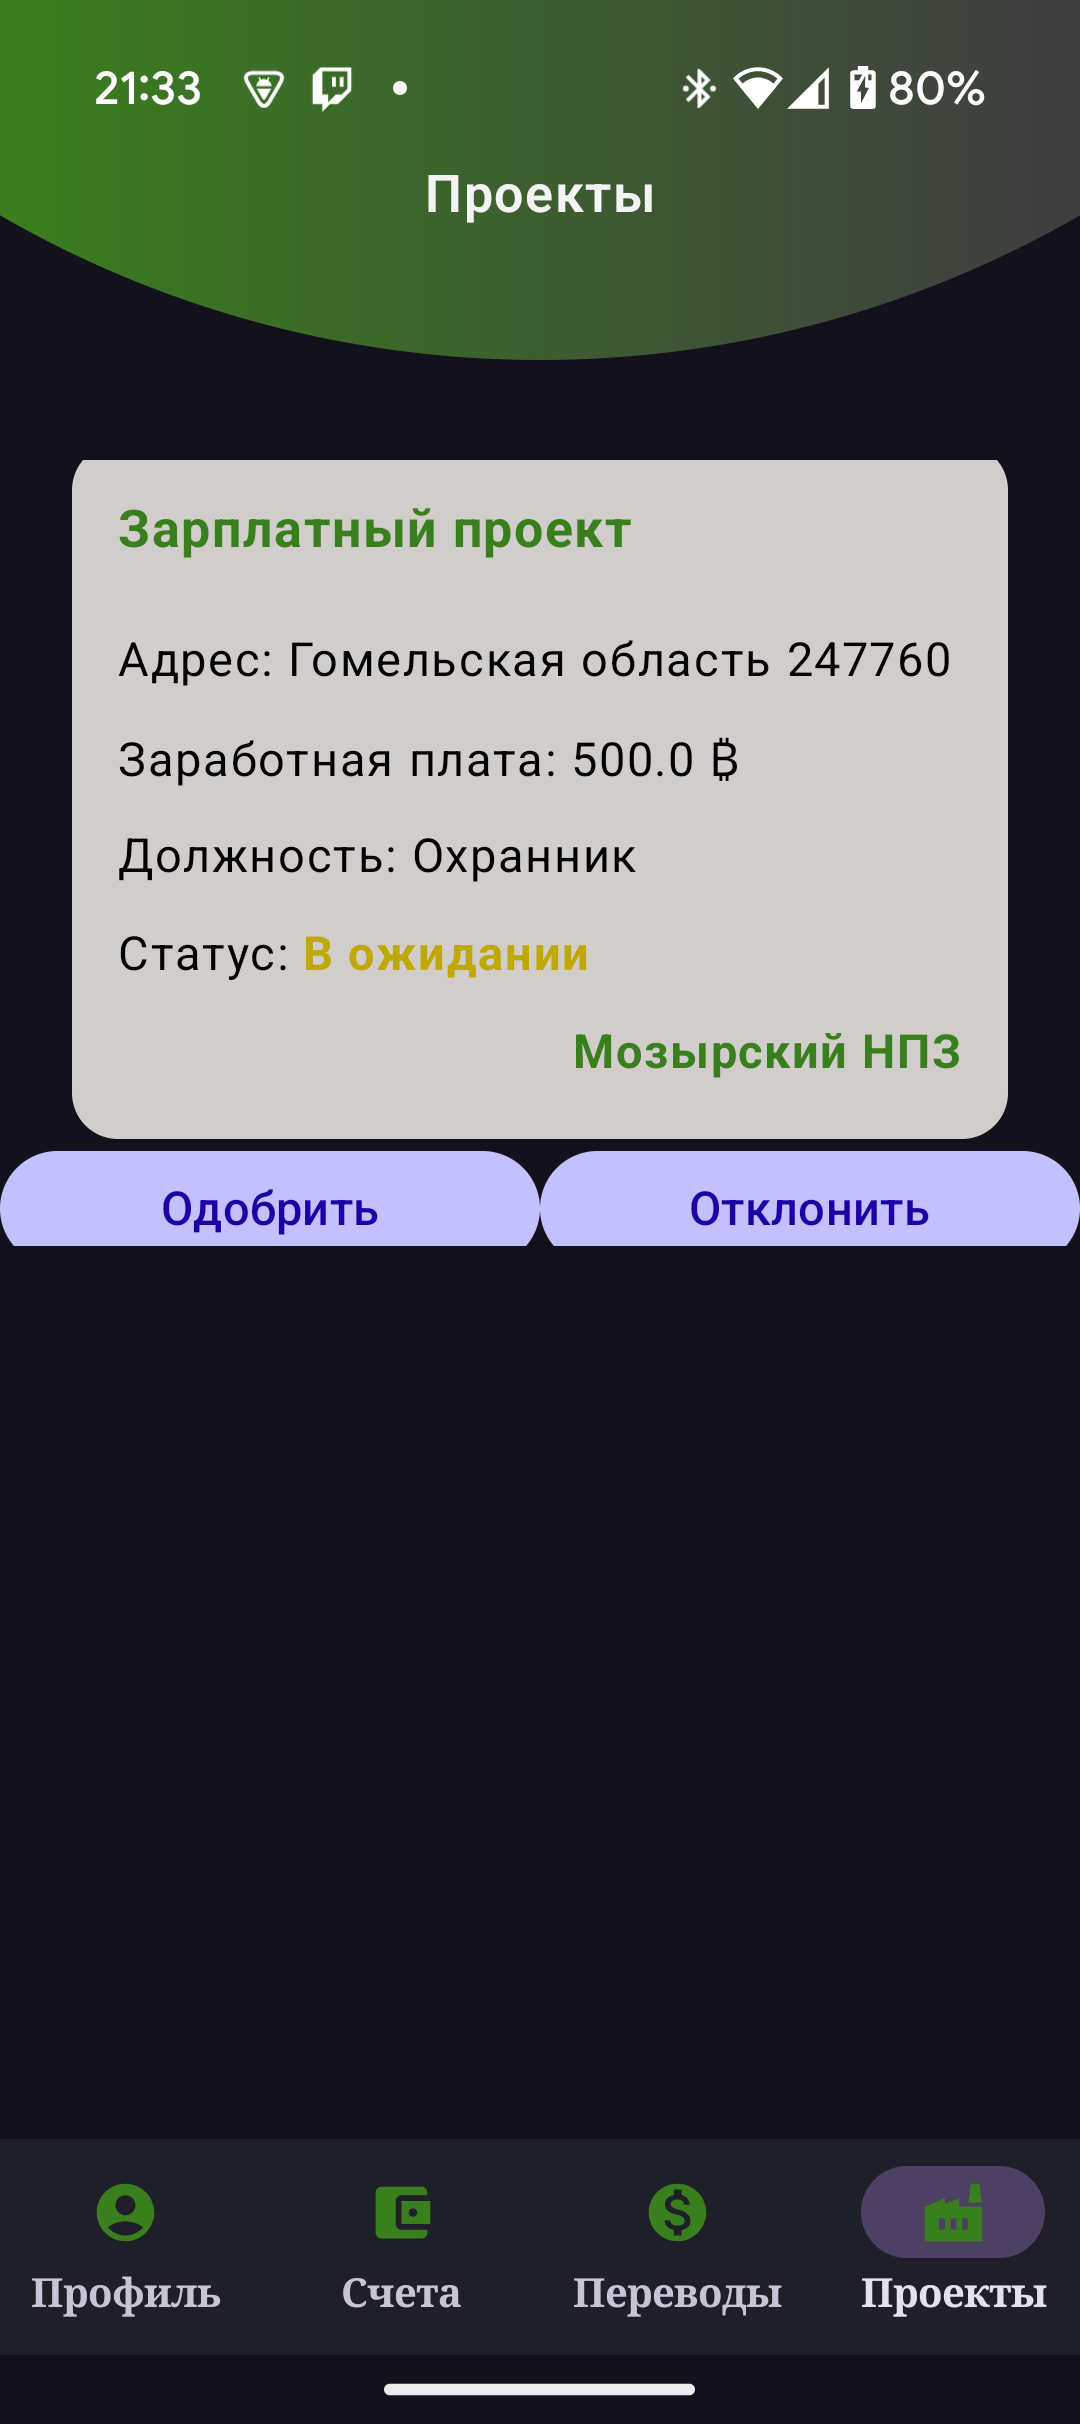 21:33
80%
Проекты
Зарплатный проект
Адрес: Гомельская область 247760
Заработная плата: 500.0 ₿
Должность: Охранник
Статус: В ожидании
Мозырский НПЗ
Одобрить
Отклонить
Профиль
Счета
Переводы
Проекты